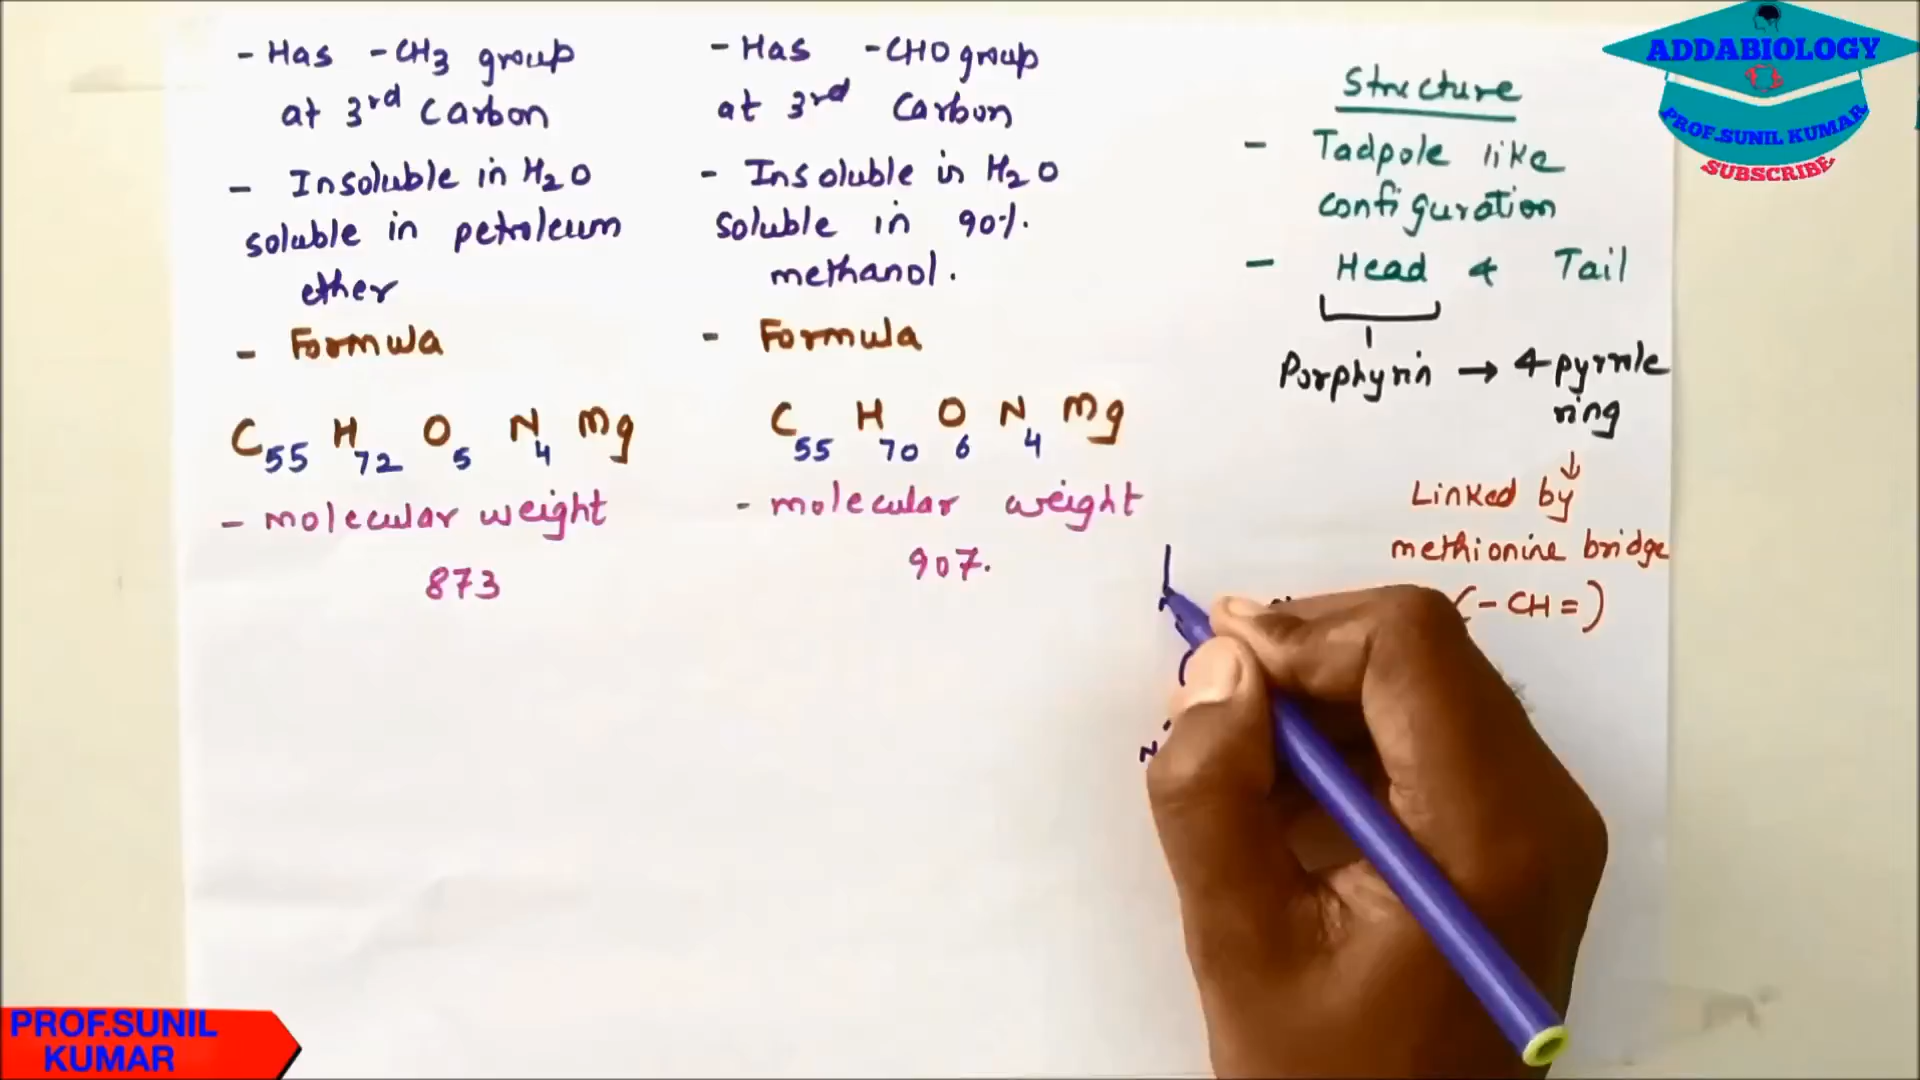 - Has -CH3 group
at 3rd Carbon
- Insoluble in H2O
soluble in petroleum
ether
- Formula
C55 H72 O5 N4 Mg
- molecular weight
873
- Has -CHO group
at 3rd Carbon
- Insoluble in H2O
soluble in 90%
methanol.
- Formula
C55 H70 O6 N4 Mg
- molecular weight
907.
Structure
- Tadpole like
configuration
- Head & Tail
Porphyrin → 4 pyrrole
ring
↓
Linked by
methionine bridge
(-CH=)
N
ADDABIOLOGY
PROF.SUNIL KUMAR
SUBSCRIBE
PROF.SUNIL
KUMAR